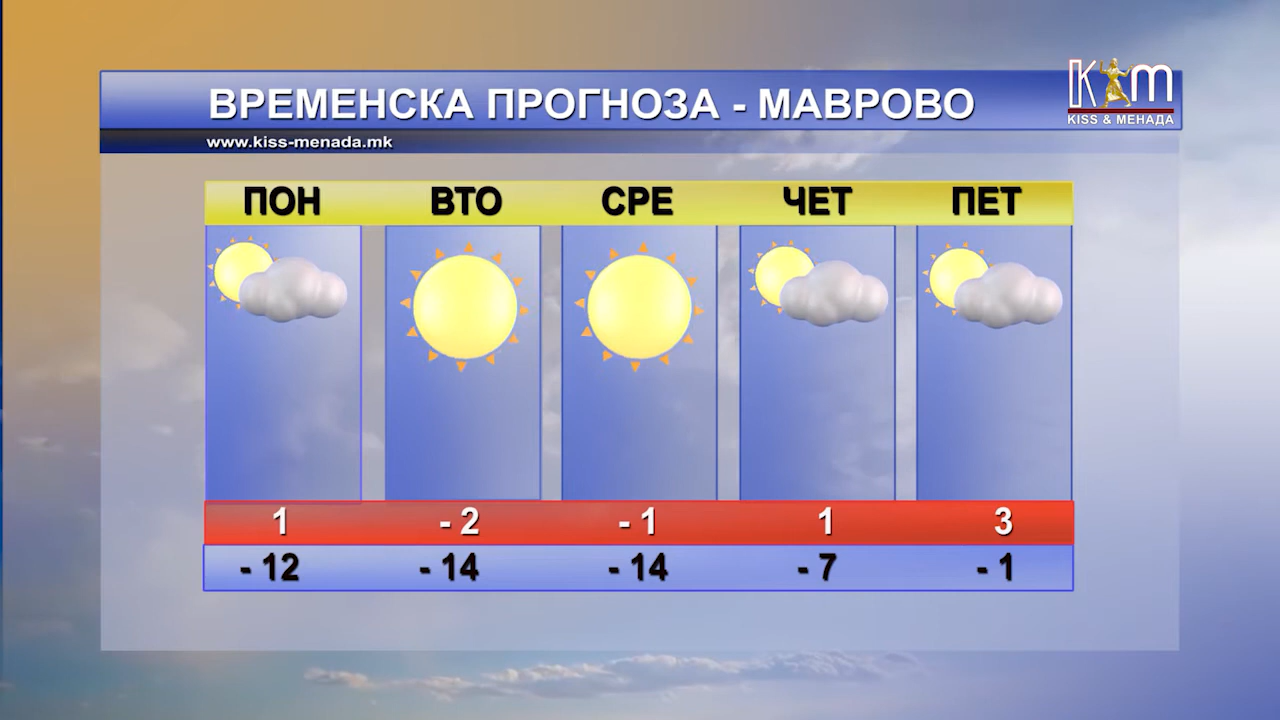 ВРЕМЕНСКА ПРОГНОЗА - МАВРОВО
KISS & МЕНАДА
www.kiss-menada.mk
ПОН ВТО СРЕ ЧЕТ ПЕТ
1 - 2 - 1 1 3
- 12 - 14 - 14 - 7 - 1